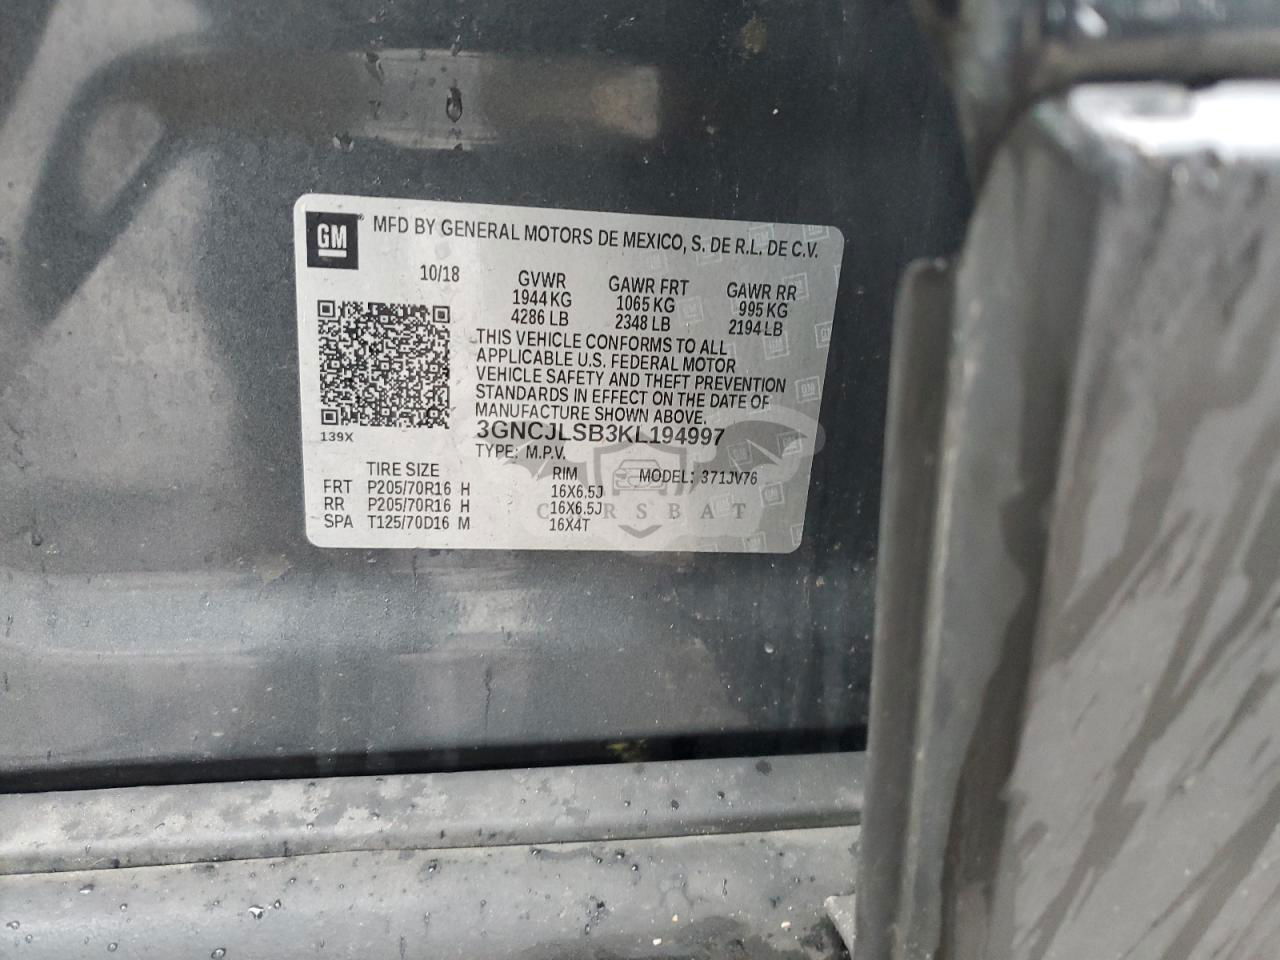 GM
MFD BY GENERAL MOTORS DE MEXICO, S. DE R.L. DE C.V.
10/18 GVWR GAWR FRT GAWR RR
1944 KG 1065 KG 995 KG
4286 LB 2348 LB 2194 LB
THIS VEHICLE CONFORMS TO ALL
APPLICABLE U.S. FEDERAL MOTOR
VEHICLE SAFETY AND THEFT PREVENTION
STANDARDS IN EFFECT ON THE DATE OF
MANUFACTURE SHOWN ABOVE.
139X
3GNCJLSB3KL194997
TYPE: M.P.V.
TIRE SIZE RIM MODEL: 371JV76
FRT P205/70R16 H 16X6.5J
RR P205/70R16 H 16X6.5J
SPA T125/70D16 M 16X4T
CARSBAT